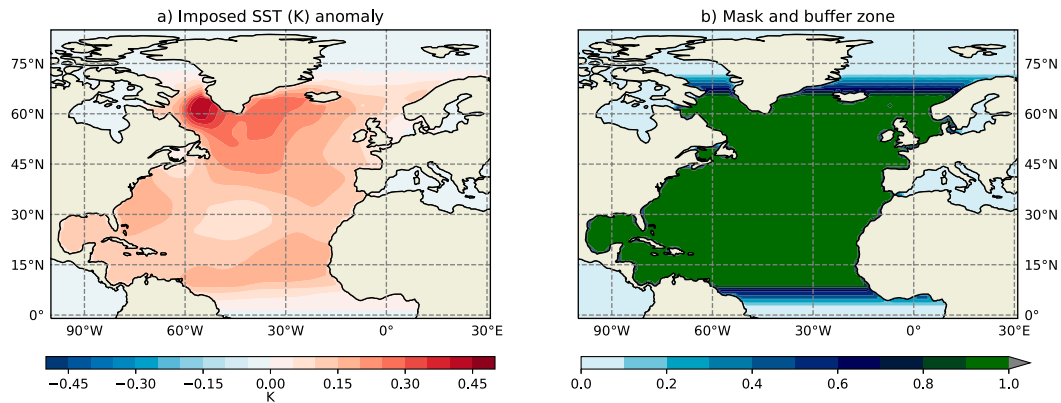 a) Imposed SST (K) anomaly
75°N
60°N
45°N
30°N
15°N
0°
90°W
60°W
30°W
0°
30°E
−0.45
−0.30
−0.15
0.00
0.15
0.30
0.45
K
b) Mask and buffer zone
75°N
60°N
45°N
30°N
15°N
0°
90°W
60°W
30°W
0°
30°E
0.0
0.2
0.4
0.6
0.8
1.0